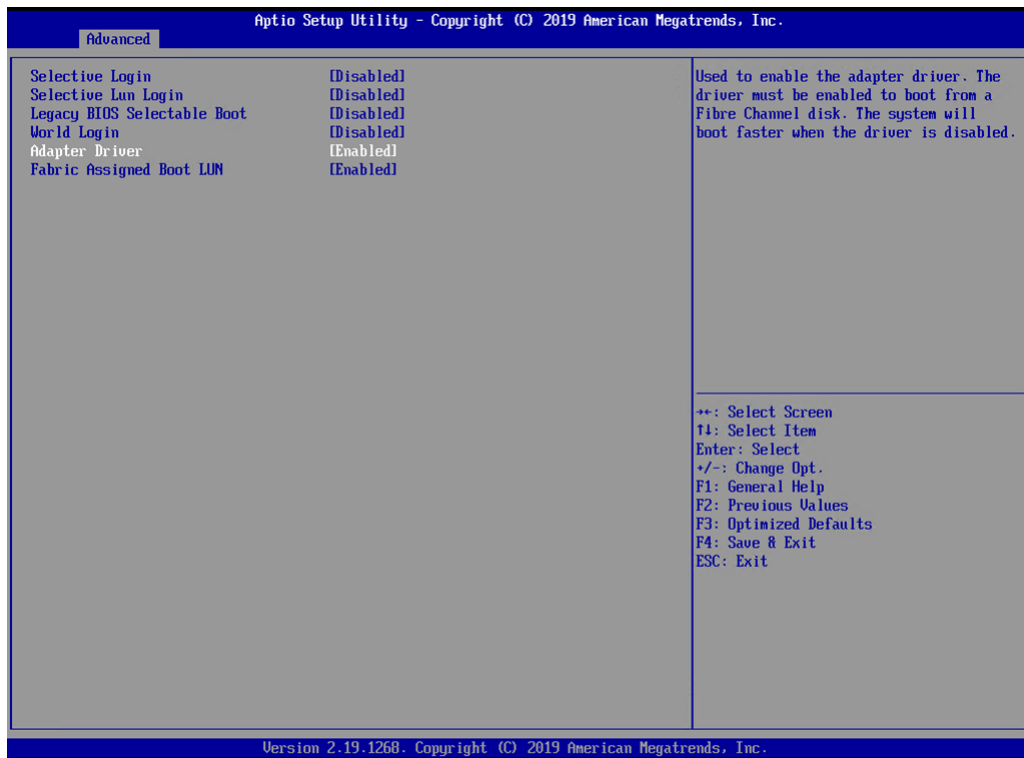 Aptio Setup Utility - Copyright (C) 2019 American Megatrends, Inc.
Advanced
Selective Login [Disabled]
Selective Lun Login [Disabled]
Legacy BIOS Selectable Boot [Disabled]
World Login [Disabled]
Adapter Driver [Enabled]
Fabric Assigned Boot LUN [Enabled]
Used to enable the adapter driver. The
driver must be enabled to boot from a
Fibre Channel disk. The system will
boot faster when the driver is disabled.
→←: Select Screen
↑↓: Select Item
Enter: Select
+/-: Change Opt.
F1: General Help
F2: Previous Values
F3: Optimized Defaults
F4: Save & Exit
ESC: Exit
Version 2.19.1268. Copyright (C) 2019 American Megatrends, Inc.